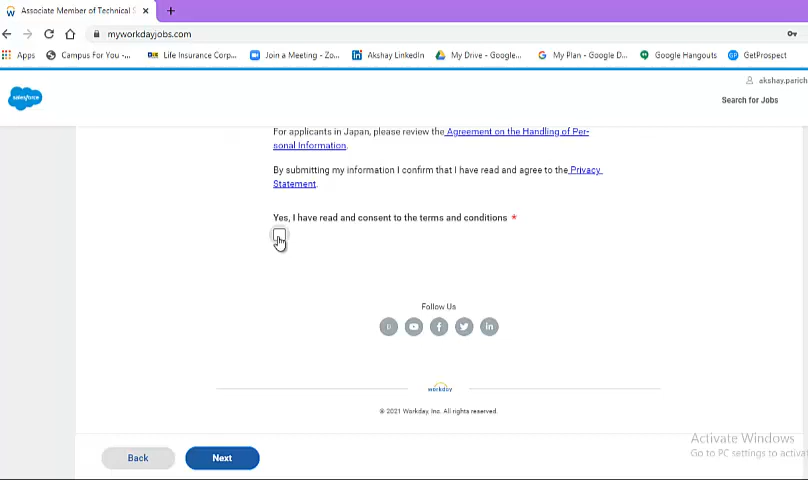 Associate Member of Technical S
myworkdayjobs.com
Apps Campus For You -... Life Insurance Corp... Join a Meeting - Zo... Akshay LinkedIn My Drive - Google... My Plan - Google D... Google Hangouts GetProspect
salesforce
akshay.parich
Search for Jobs
For applicants in Japan, please review the Agreement on the Handling of Per-
sonal Information.
By submitting my information I confirm that I have read and agree to the Privacy
Statement.
Yes, I have read and consent to the terms and conditions *
Follow Us
workday
© 2021 Workday, Inc. All rights reserved.
Back Next
Activate Windows
Go to PC settings to activat